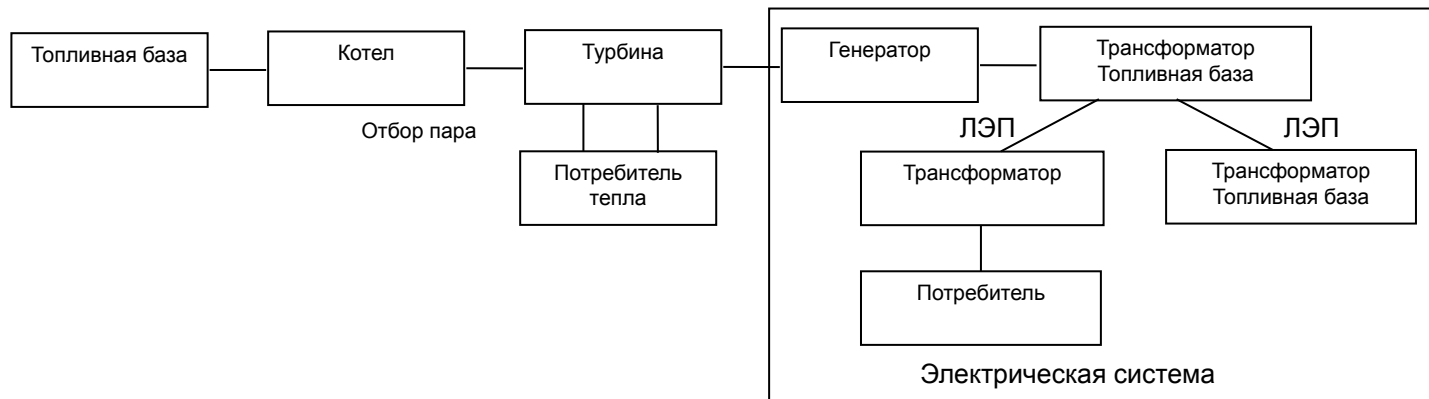 Топливная база
Котел
Турбина
Генератор
Трансформатор
Топливная база
Отбор пара
ЛЭП
ЛЭП
Потребитель
тепла
Трансформатор
Трансформатор
Топливная база
Потребитель
Электрическая система